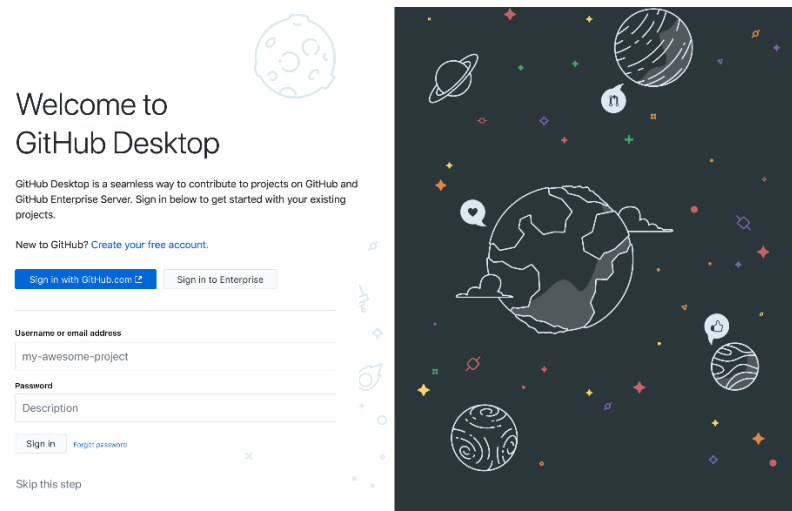 Welcome to
GitHub Desktop
GitHub Desktop is a seamless way to contribute to projects on GitHub and
GitHub Enterprise Server. Sign in below to get started with your existing
projects.
New to GitHub? Create your free account.
Sign in with GitHub.com
Sign in to Enterprise
Username or email address
my-awesome-project
Password
Description
Sign in
Forgot password
Skip this step